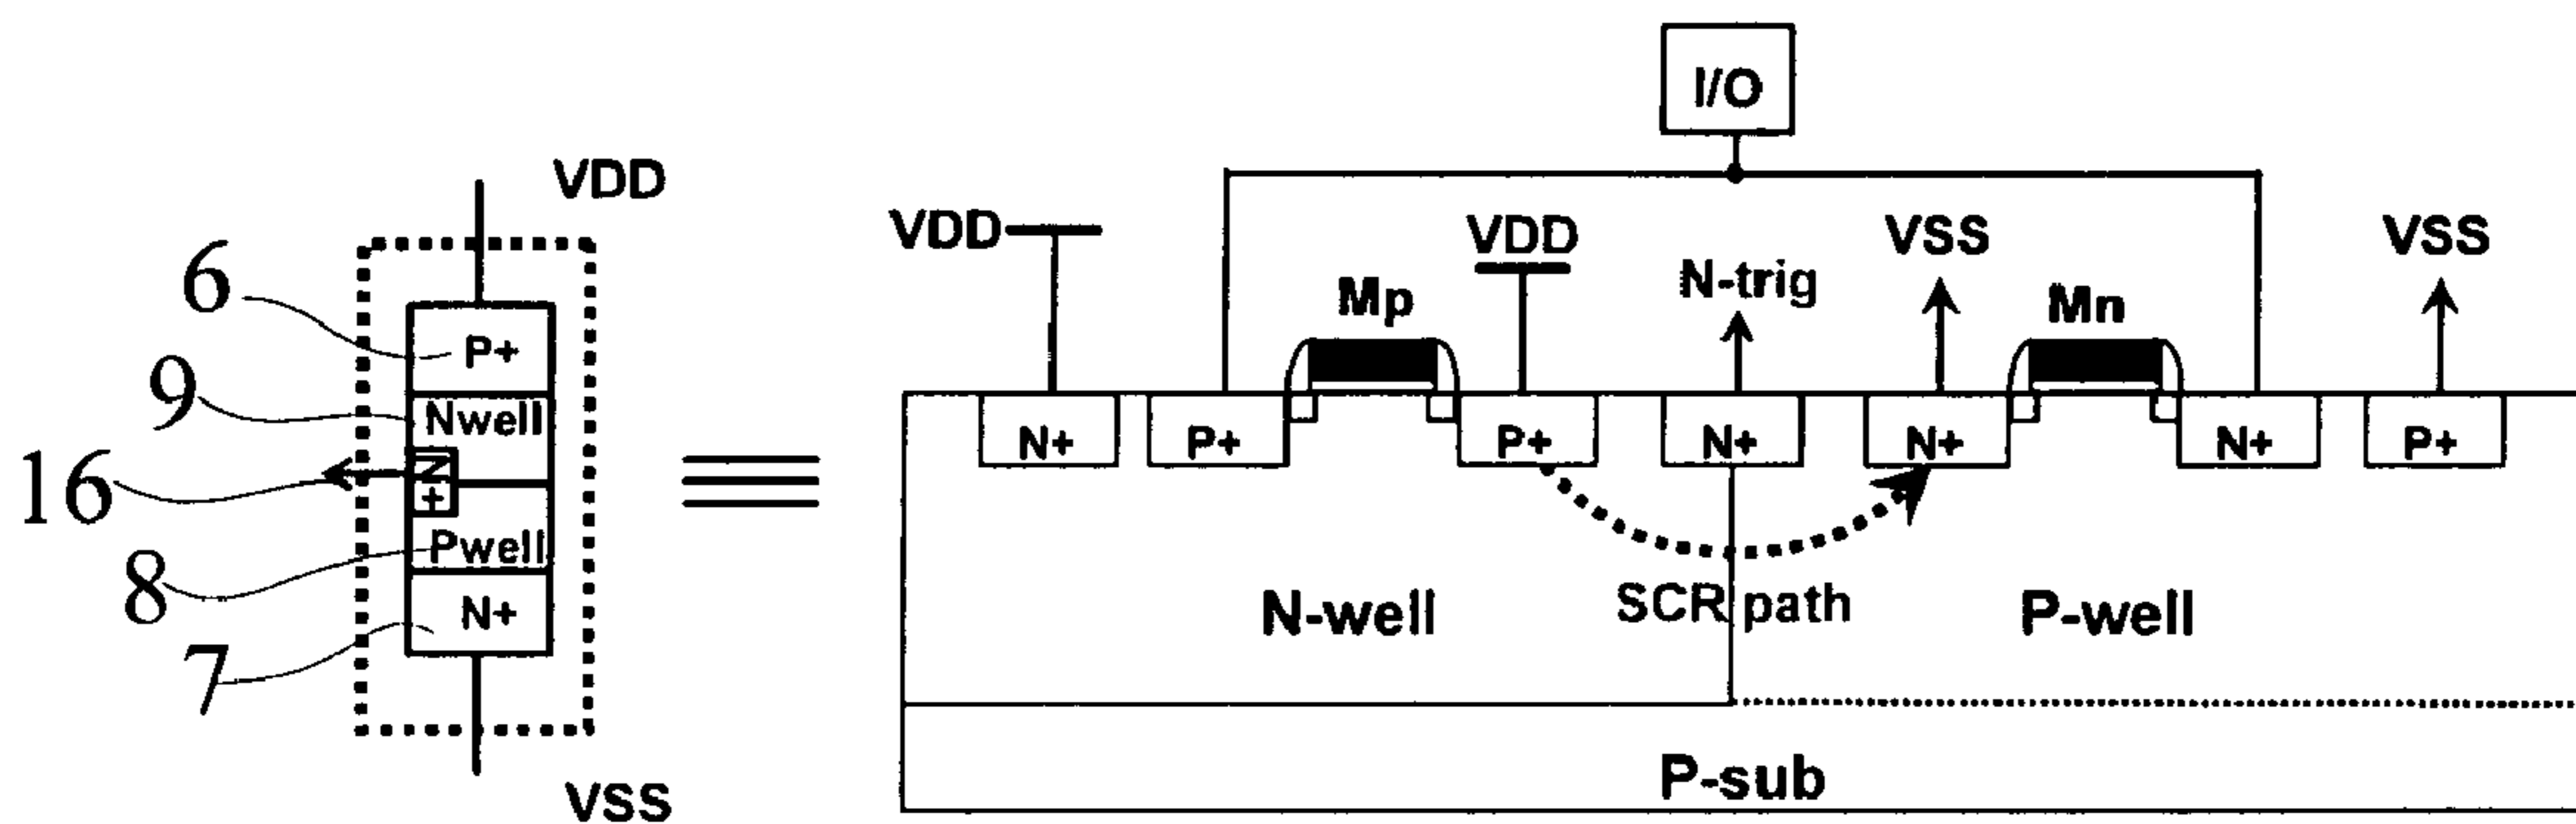 VDD
6
P+
9
Nwell
16
N+
8
Pwell
7
N+
VSS
I/O
VDD
VDD
VSS
VSS
N-trig
Mp
Mn
N+
P+
P+
N+
N+
N+
P+
SCR path
N-well
P-well
P-sub